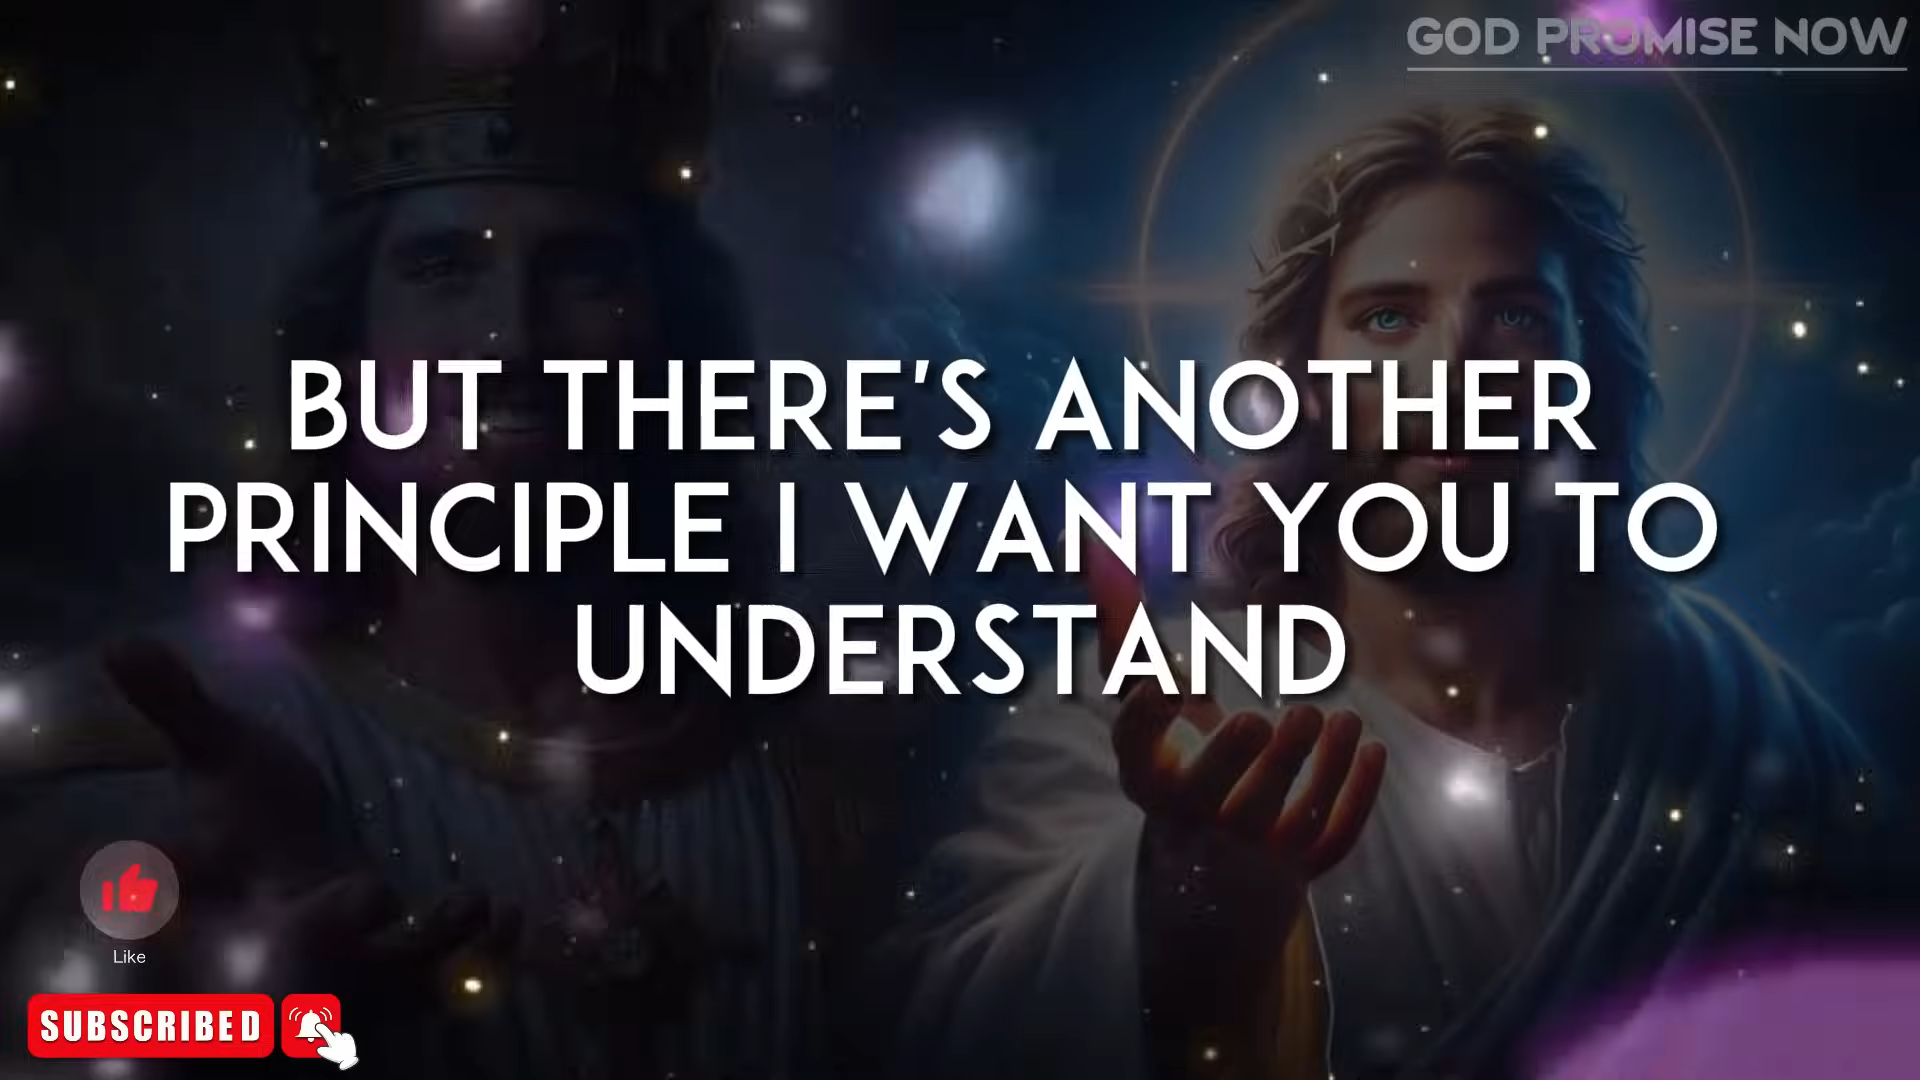 GOD PROMISE NOW
BUT THERE'S ANOTHER
PRINCIPLE I WANT YOU TO
UNDERSTAND
Like
SUBSCRIBED